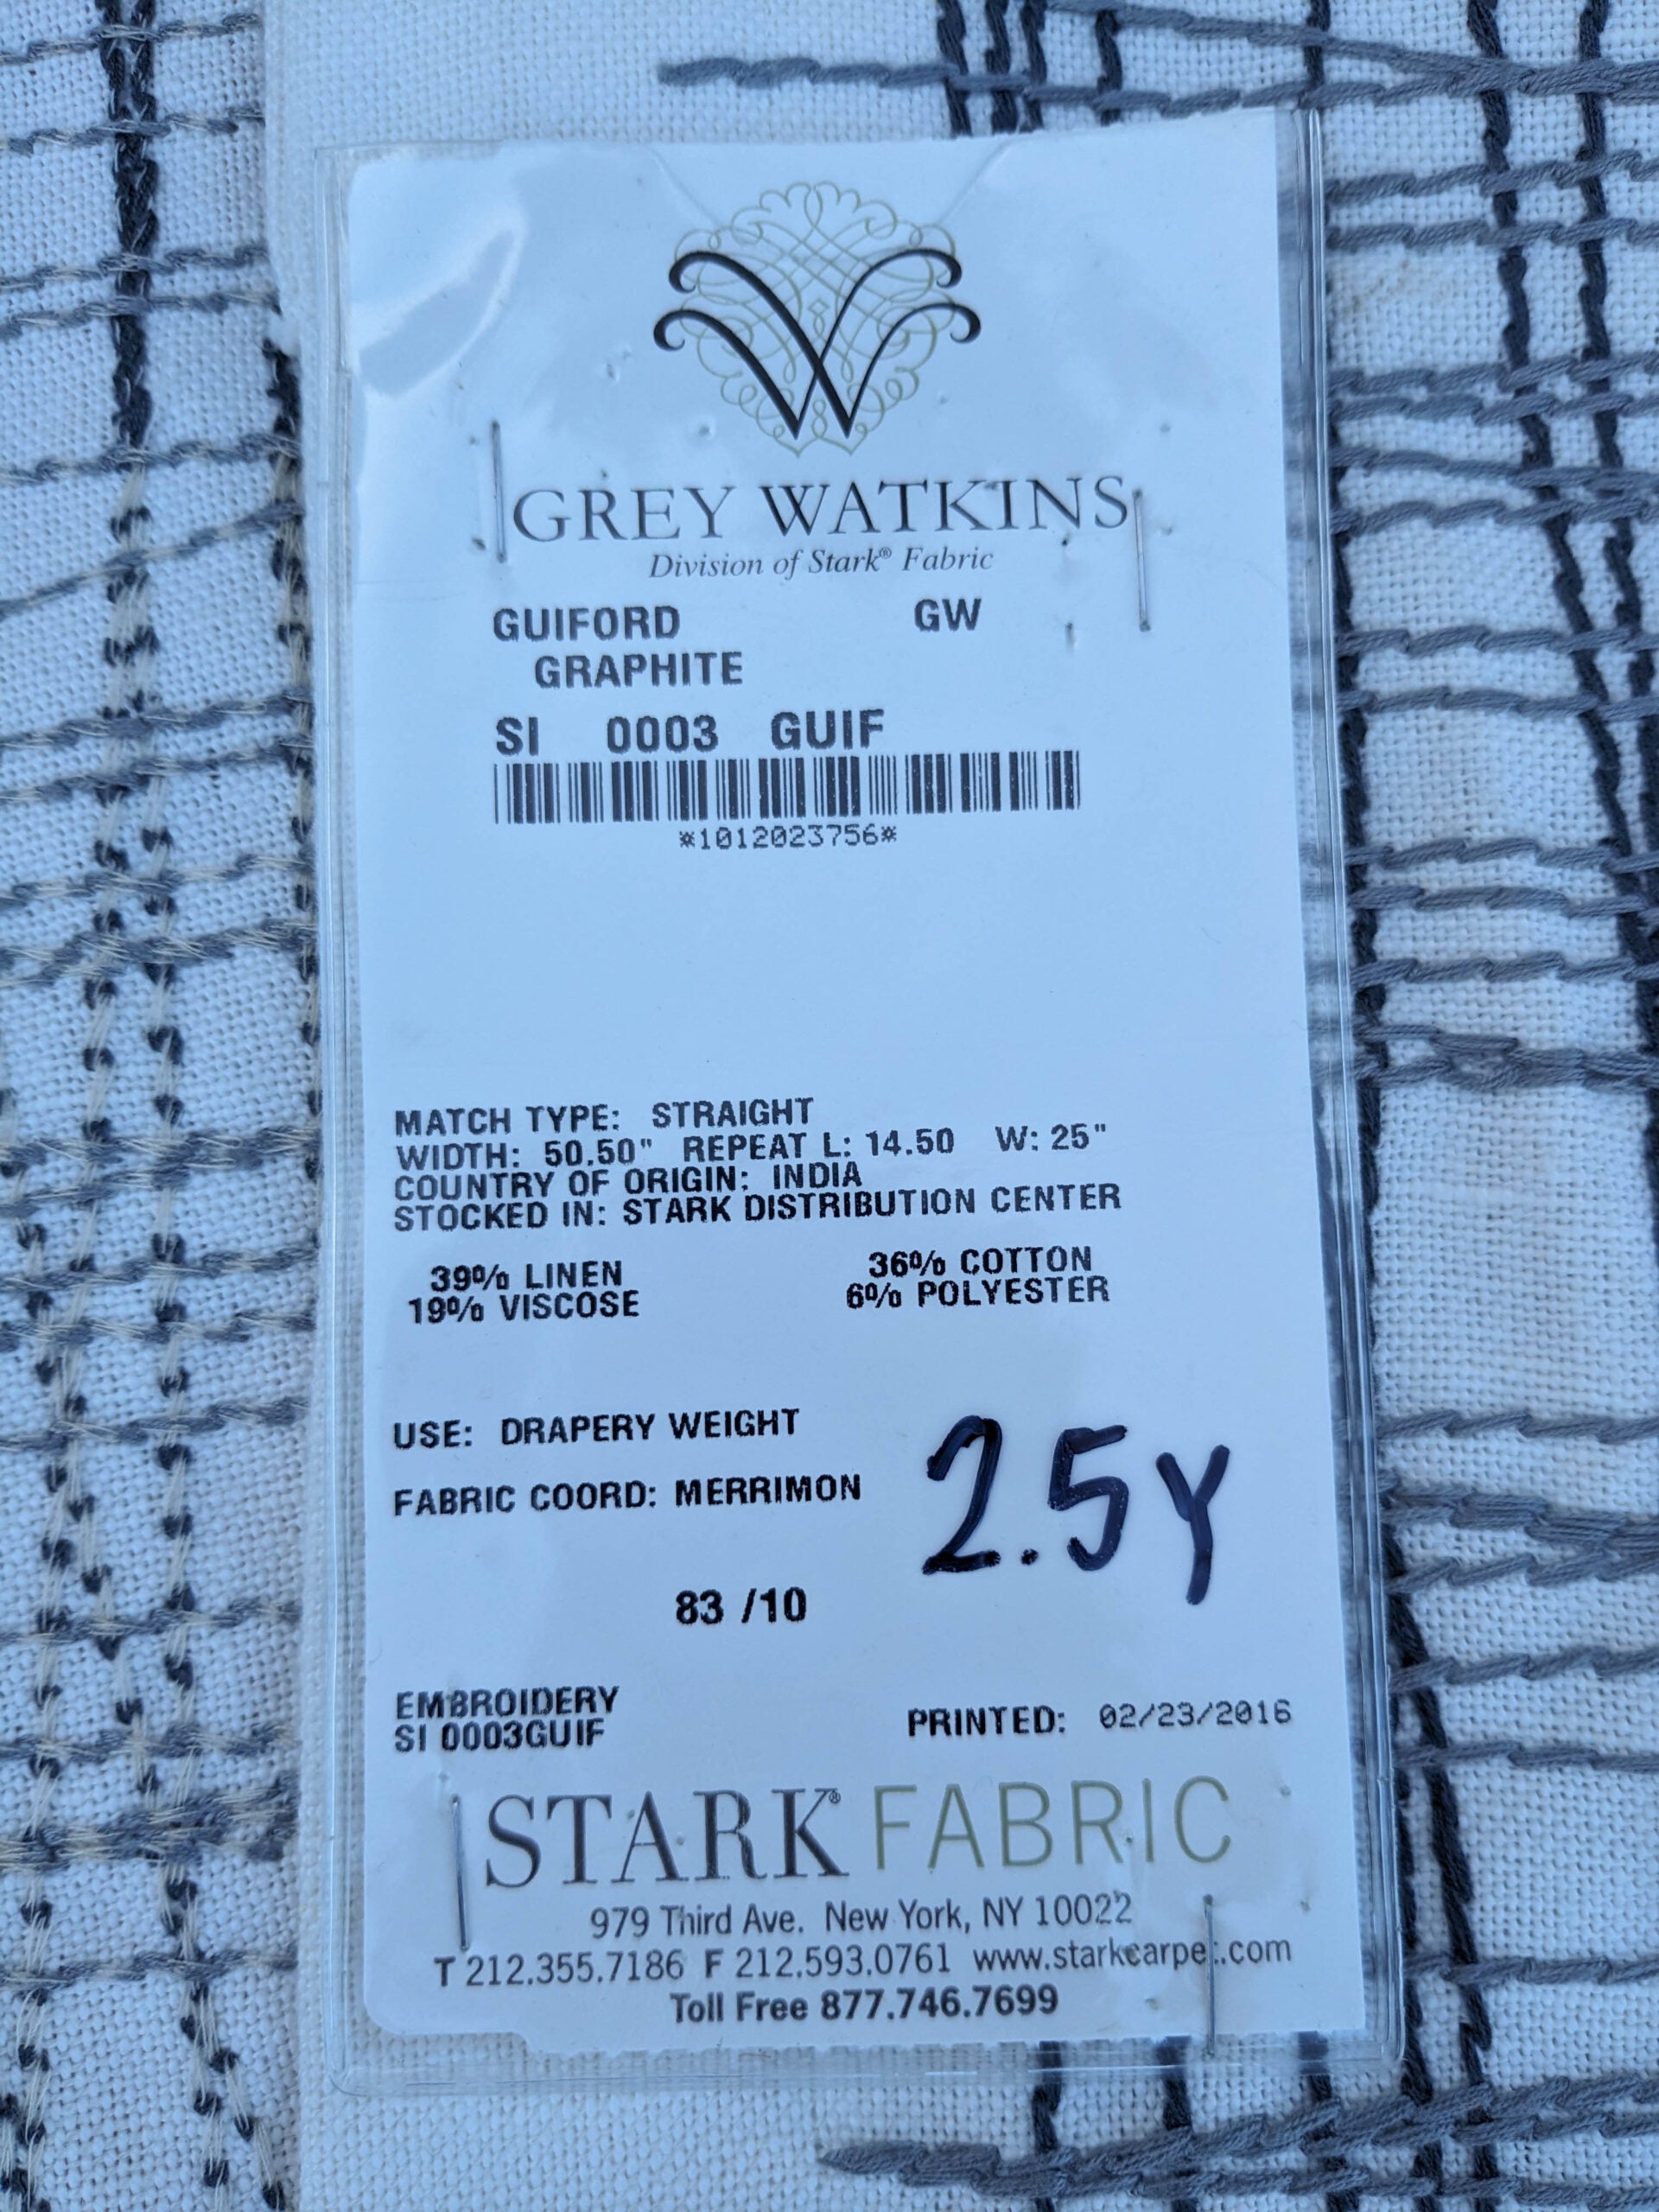 W
GREY WATKINS
Division of Stark® Fabric
GUIFORD GW
GRAPHITE
SI 0003 GUIF
*1012023756*
MATCH TYPE: STRAIGHT
WIDTH: 50.50" REPEAT L: 14.50 W: 25"
COUNTRY OF ORIGIN: INDIA
STOCKED IN: STARK DISTRIBUTION CENTER
39% LINEN 36% COTTON
19% VISCOSE 6% POLYESTER
USE: DRAPERY WEIGHT
FABRIC COORD: MERRIMON
2.5Y
83 /10
EMBROIDERY
SI 0003GUIF PRINTED: 02/23/2016
STARK® FABRIC
979 Third Ave. New York, NY 10022
T 212.355.7186 F 212.593.0761 www.starkcarpet.com
Toll Free 877.746.7699